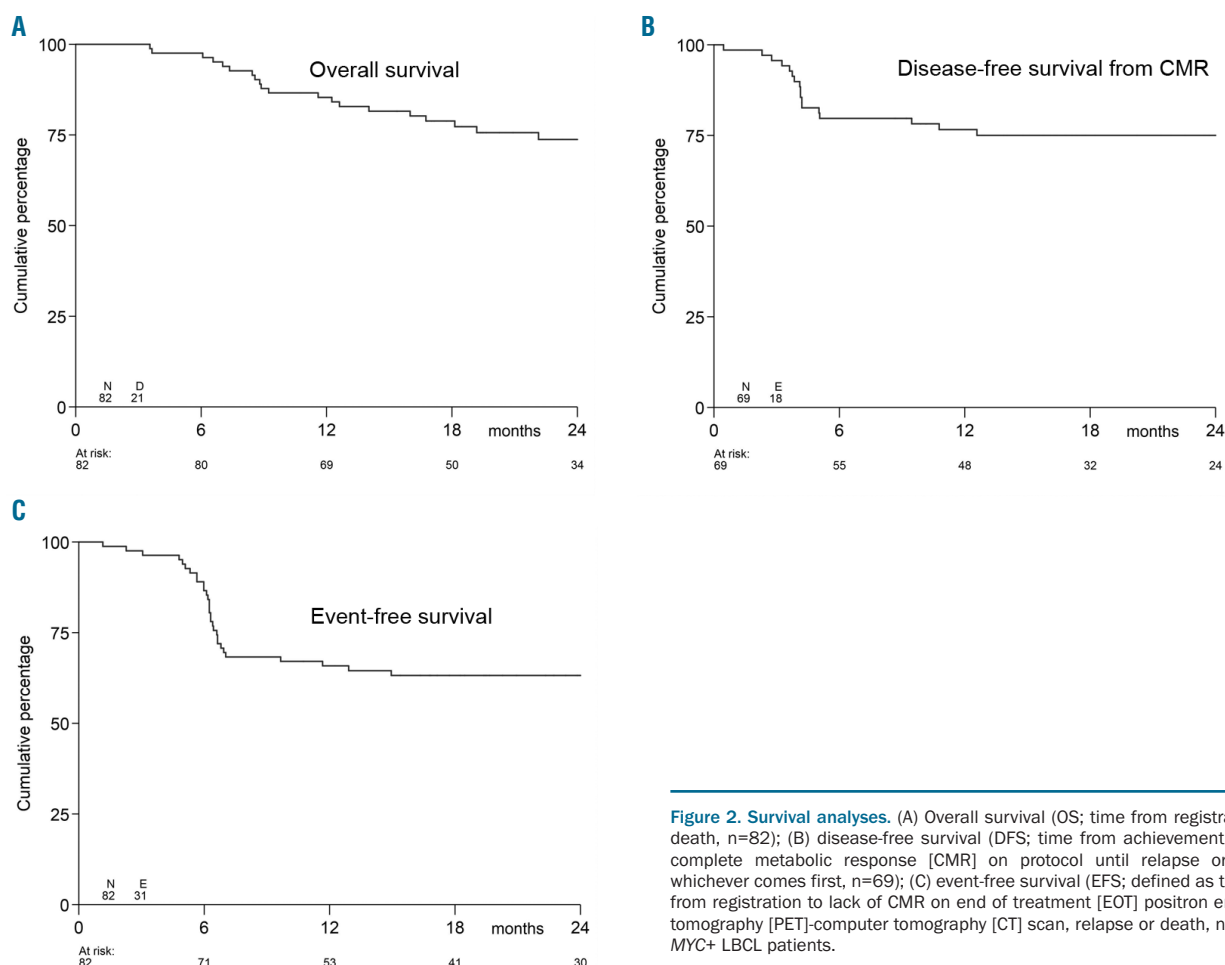 A
100
75
50
25
0
Cumulative percentage
Overall survival
N D
82 21
0 6 12 18 months 24
At risk:
82 80 69 50 34
B
100
75
50
25
0
Cumulative percentage
Disease-free survival from CMR
N E
69 18
0 6 12 18 months 24
At risk:
69 55 48 32 24
C
100
75
50
25
0
Cumulative percentage
Event-free survival
N E
82 31
0 6 12 18 months 24
At risk:
82 71 53 41 30
Figure 2. Survival analyses. (A) Overall survival (OS; time from
death, n=82); (B) disease-free survival (DFS; time from achievement
complete metabolic response [CMR] on protocol until relapse or
whichever comes first, n=69); (C) event-free survival (EFS; defined as
from registration to lack of CMR on end of treatment [EOT] positron
tomography [PET]-computer tomography [CT] scan, relapse or death,
MYC+ LBCL patients.